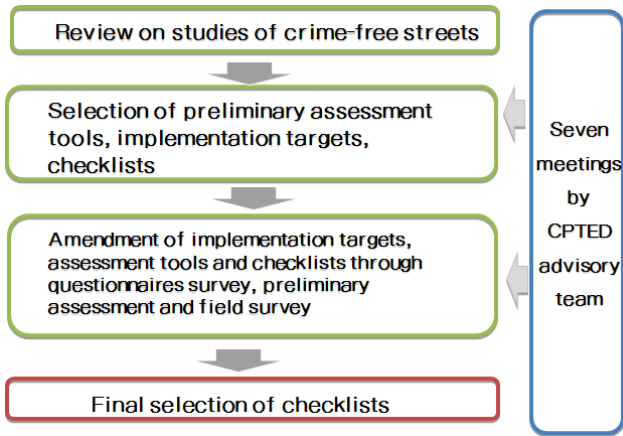 Review on studies of crime-free streets
Selection of preliminary assessment
tools, implementation targets,
checklists
Amendment of implementation targets,
assessment tools and checklists through
questionnaires survey, preliminary
assessment and field survey
Final selection of checklists
Seven
meetings
by
CPTED
advisory
team